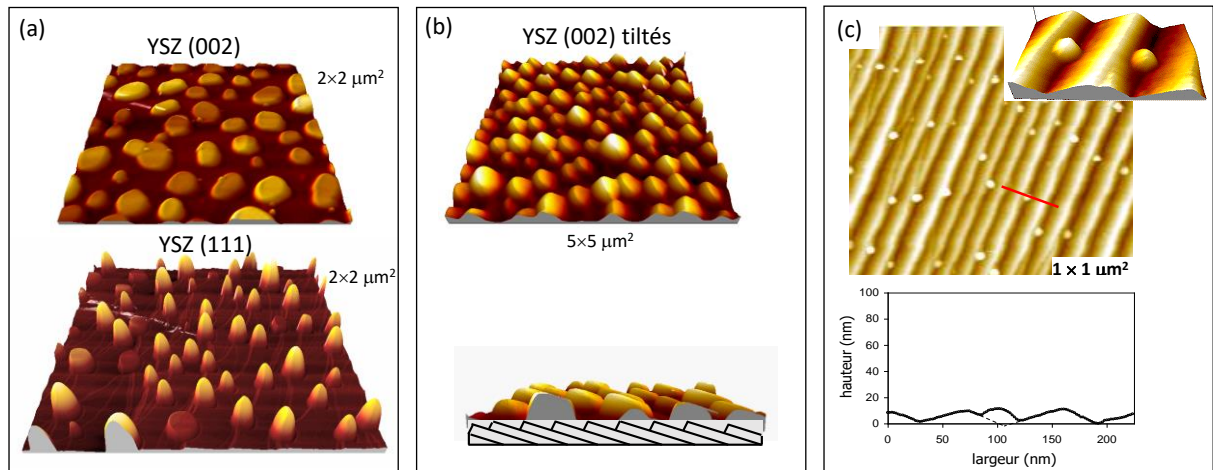 (a)
YSZ (002)
2×2 µm²
YSZ (111)
2×2 µm²
(b)
YSZ (002) tiltés
5×5 µm²
(c)
1 × 1 µm²
100
80
60
40
20
0
hauteur (nm)
0 50 100 150 200
largeur (nm)